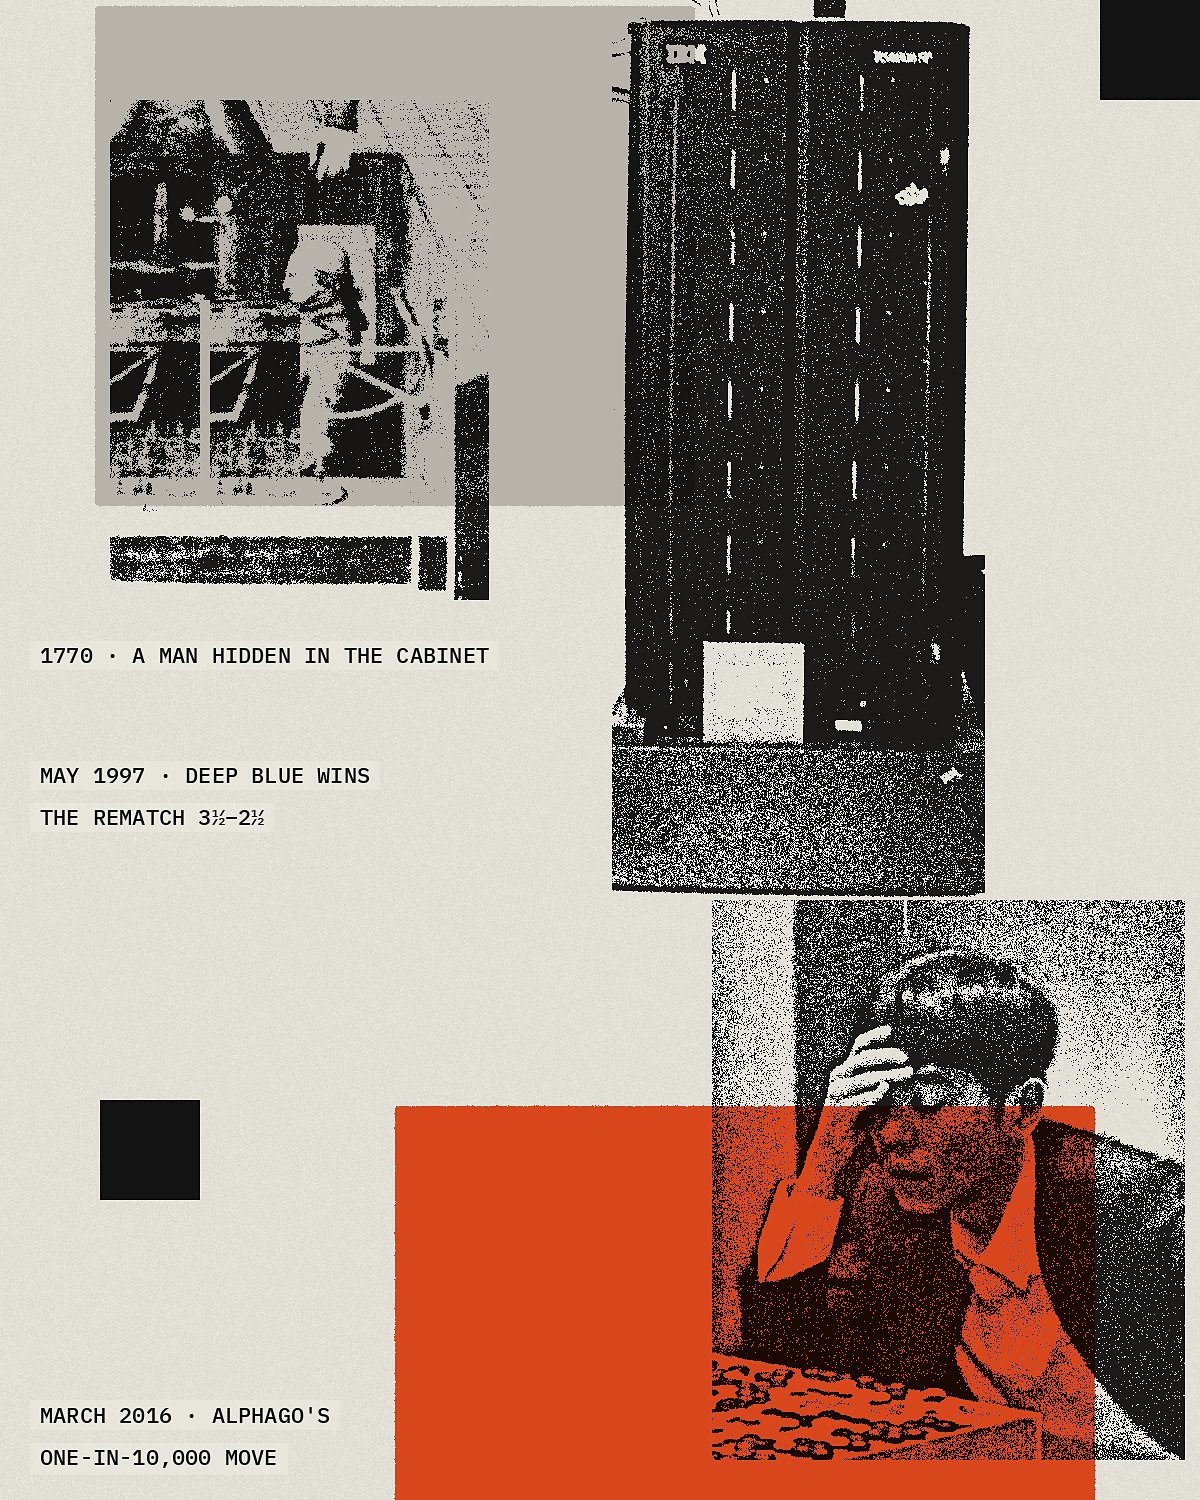 IBM
1770 · A MAN HIDDEN IN THE CABINET
MAY 1997 · DEEP BLUE WINS
THE REMATCH 3½–2½
MARCH 2016 · ALPHAGO'S
ONE-IN-10,000 MOVE